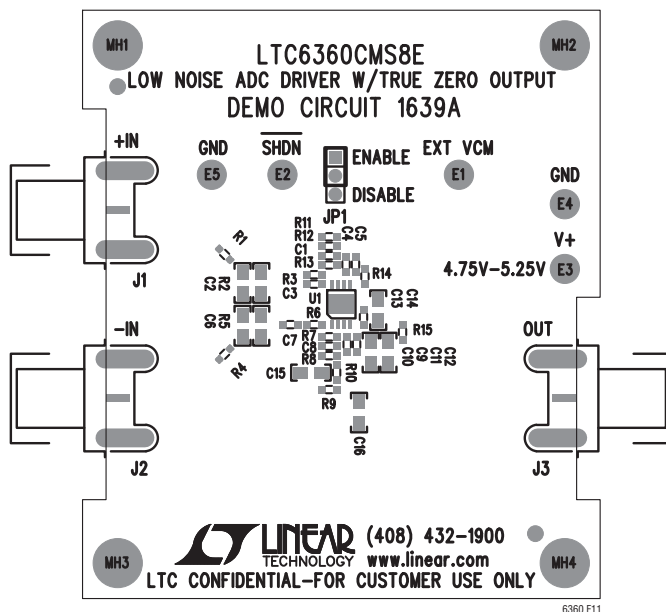 MH1
MH2
LTC6360CMS8E
LOW NOISE ADC DRIVER W/TRUE ZERO OUTPUT
DEMO CIRCUIT 1639A
+IN
GND
SHDN
ENABLE
EXT VCM
E5
E2
E1
DISABLE
GND
E4
JP1
V+
4.75V-5.25V
E3
J1
R11
R12
C1
R13
C4
C5
R1
R14
R3
C3
C2
R2
U1
C13
C14
-IN
C6
R5
R6
C7
R7
C8
R8
R15
OUT
C10
C9
C11
C12
R4
C15
R10
R9
C16
J2
J3
LINEAR
TECHNOLOGY
(408) 432-1900
www.linear.com
MH3
MH4
LTC CONFIDENTIAL-FOR CUSTOMER USE ONLY
6360 F11